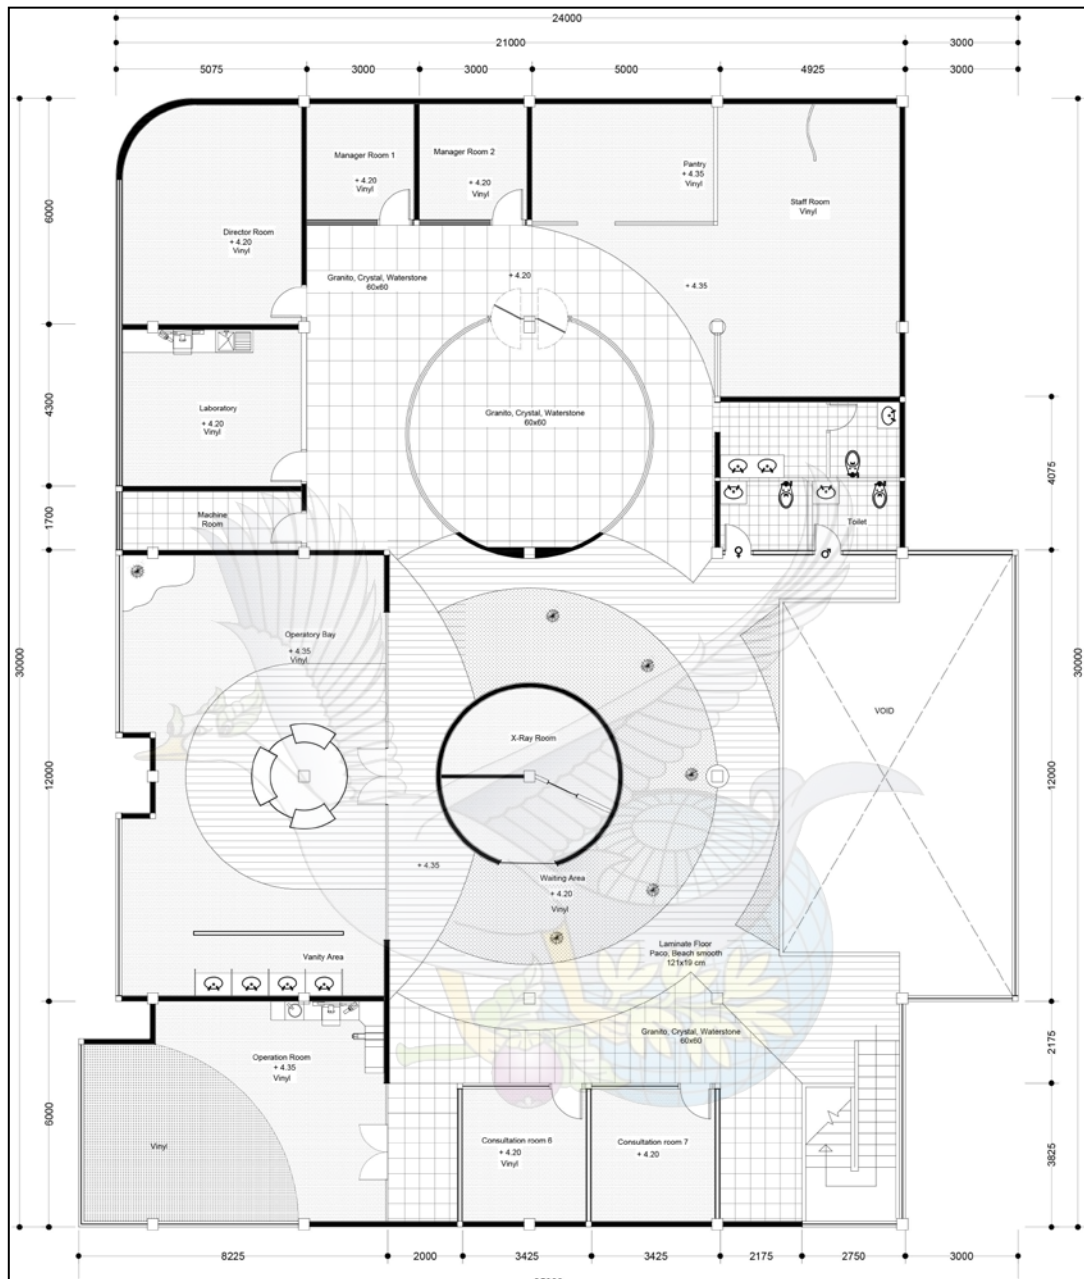 24000
21000
3000
5075
3000
3000
5000
4925
3000
Manager Room 1
+ 4.20
Vinyl
Manager Room 2
+ 4.20
Vinyl
Pantry
+ 4.35
Vinyl
Staff Room
Vinyl
6000
Director Room
+ 4.20
Vinyl
Granito, Crystal, Waterstone
60x60
+ 4.20
+ 4.35
4300
Laboratory
+ 4.20
Vinyl
Granito, Crystal, Waterstone
60x60
4075
1700
Machine
Room
Toilet
30000
Operatory Bay
+ 4.35
Vinyl
30000
VOID
X-Ray Room
12000
12000
+ 4.35
Waiting Area
+ 4.20
Vinyl
Vanity Area
Laminate Floor
Paco, Beach smooth
121x19 cm
Granito, Crystal, Waterstone
60x60
2175
Operation Room
+ 4.35
Vinyl
6000
Vinyl
Consultation room 6
+ 4.20
Vinyl
Consultation room 7
+ 4.20
3825
8225
2000
3425
3425
2175
2750
3000